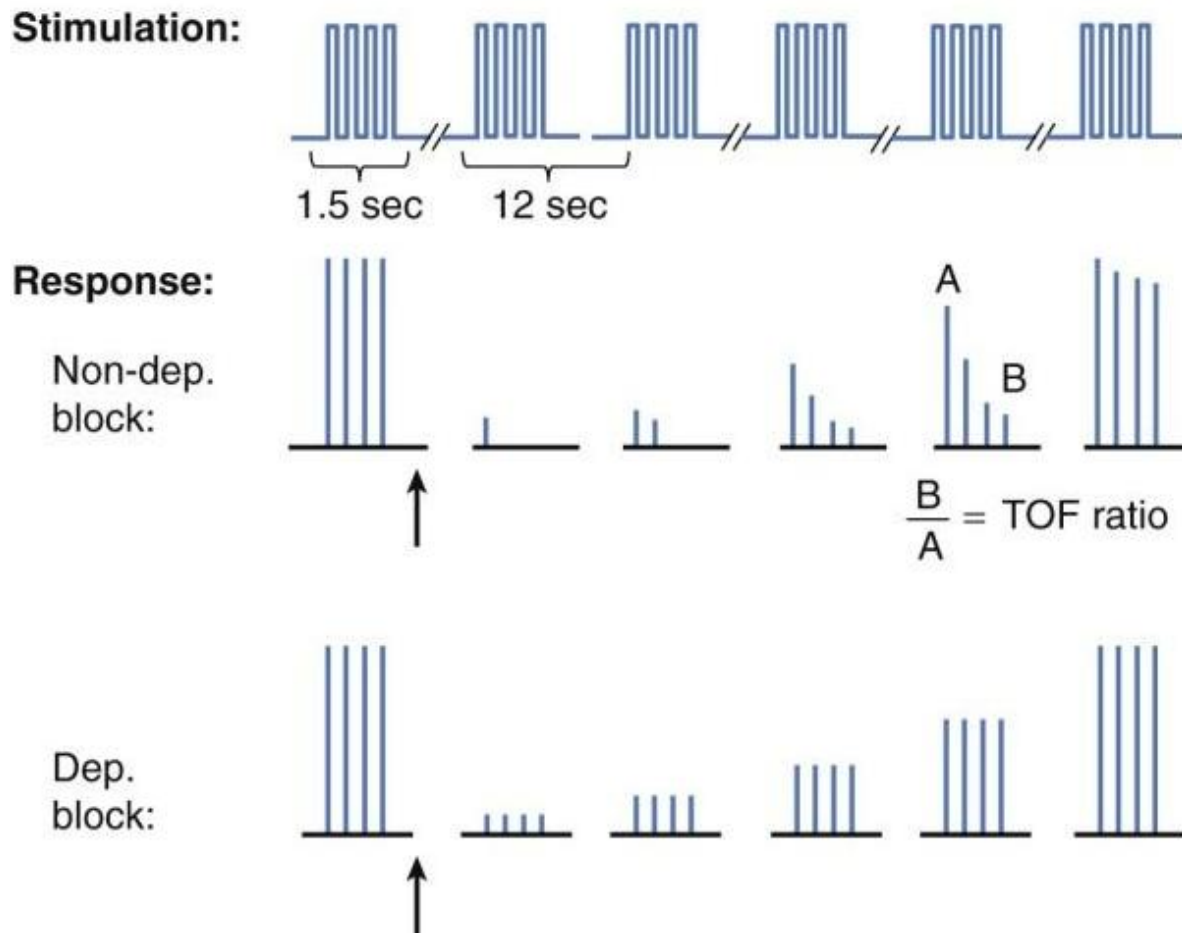 Stimulation:
1.5 sec
12 sec
Response:
Non-dep.
block:
A
B
B
A
= TOF ratio
Dep.
block: